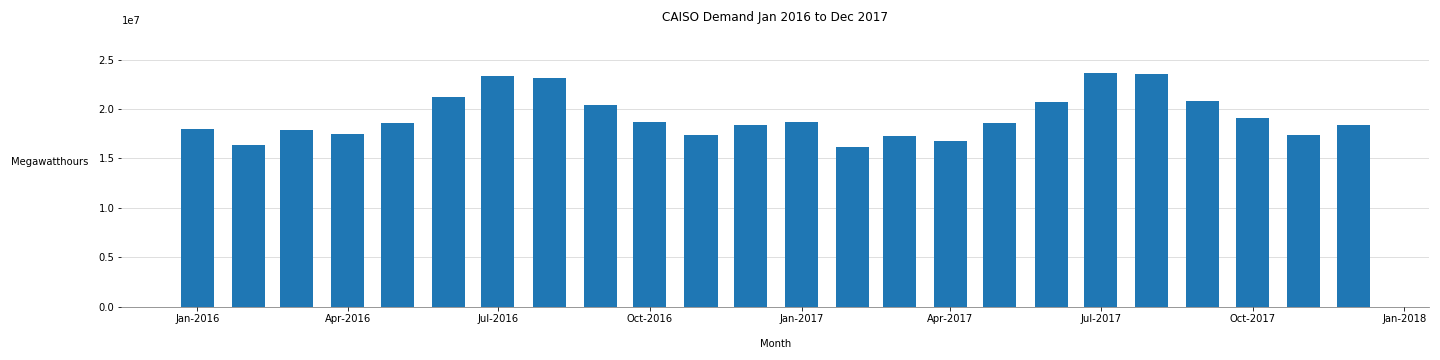 CAISO Demand Jan 2016 to Dec 2017
1e7
2.5
2.0
1.5
1.0
0.5
0.0
Megawatthours
Jan-2016 Apr-2016 Jul-2016 Oct-2016 Jan-2017 Apr-2017 Jul-2017 Oct-2017 Jan-2018
Month